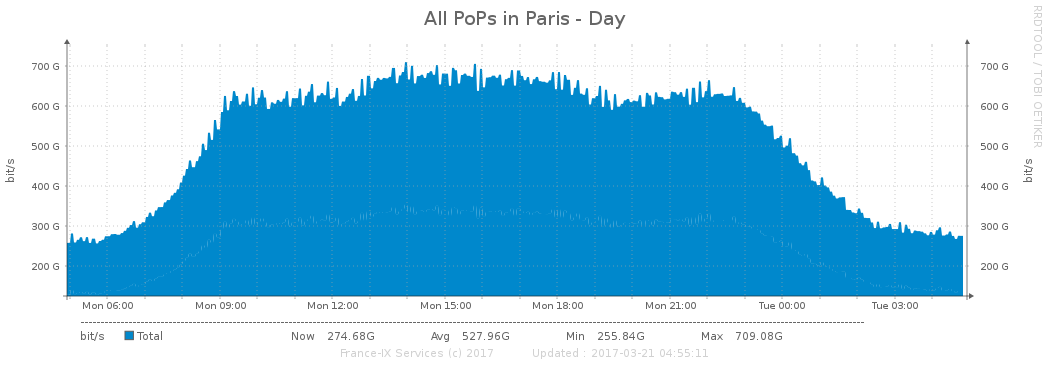 All PoPs in Paris - Day
RRDTOOL / TOBI OETIKER
700 G 700 G
600 G 600 G
500 G 500 G
400 G 400 G
300 G 300 G
200 G 200 G
bit/s bit/s
Mon 06:00 Mon 09:00 Mon 12:00 Mon 15:00 Mon 18:00 Mon 21:00 Tue 00:00 Tue 03:00
bit/s Total Now 274.68G Avg 527.96G Min 255.84G Max 709.08G
France-IX Services (c) 2017 Updated : 2017-03-21 04:55:11